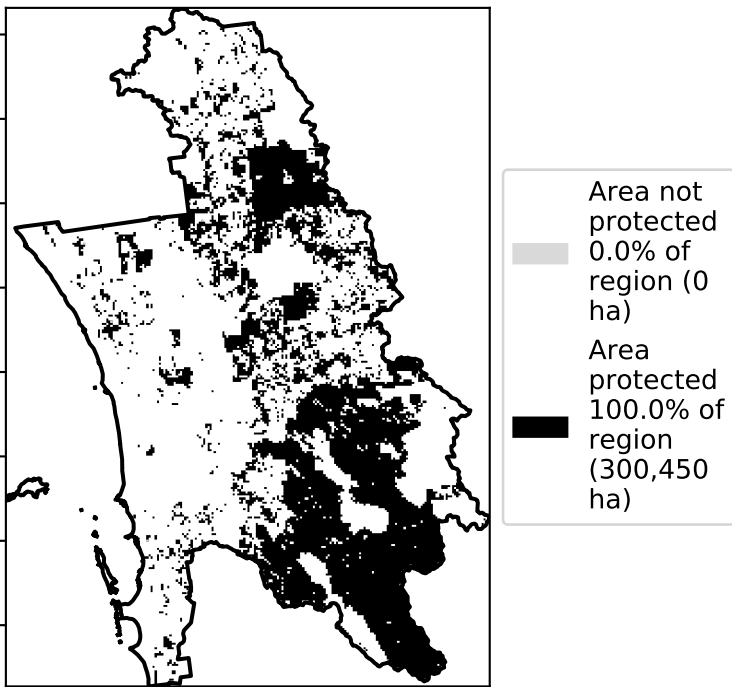 Area not
protected
0.0% of
region (0
ha)
Area
protected
100.0% of
region
(300,450
ha)